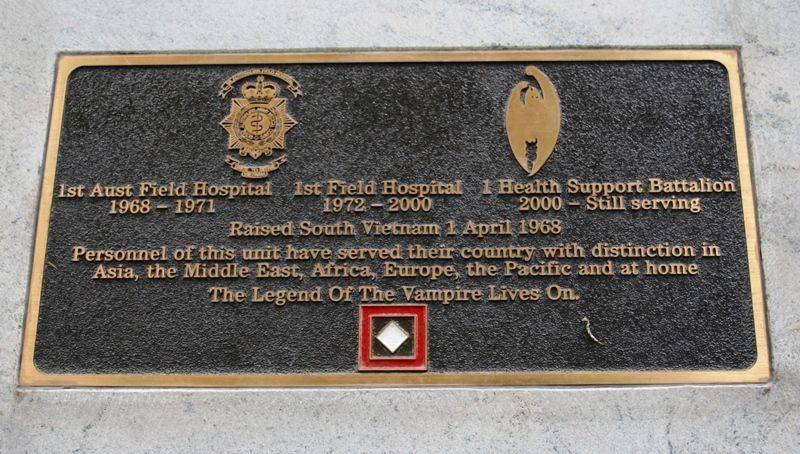 1st Aust Field Hospital 1st Field Hospital 1 Health Support Battalion
1968 – 1971 1972 – 2000 2000 – Still serving
Raised South Vietnam 1 April 1968
Personnel of this unit have served their country with distinction in
Asia, the Middle East, Africa, Europe, the Pacific and at home
The Legend Of The Vampire Lives On.